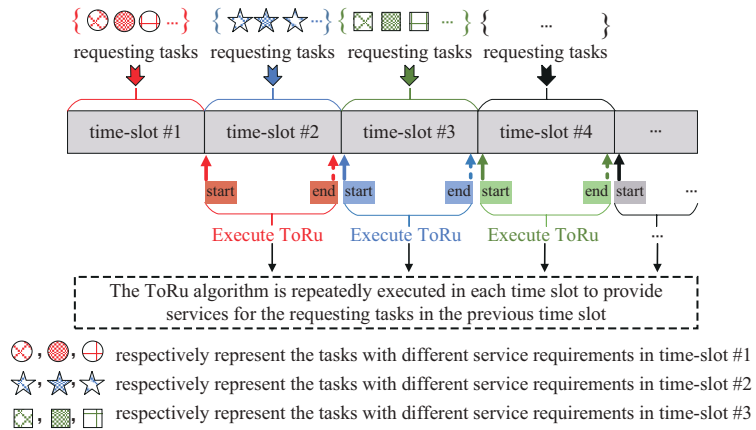 { ... } { ... } { ... } { ... }
requesting tasks requesting tasks requesting tasks requesting tasks
time-slot #1 time-slot #2 time-slot #3 time-slot #4 ...
start end start end start end start ...
Execute ToRu Execute ToRu Execute ToRu ...
The ToRu algorithm is repeatedly executed in each time slot to provide
services for the requesting tasks in the previous time slot
, , respectively represent the tasks with different service requirements in time-slot #1
, , respectively represent the tasks with different service requirements in time-slot #2
, , respectively represent the tasks with different service requirements in time-slot #3